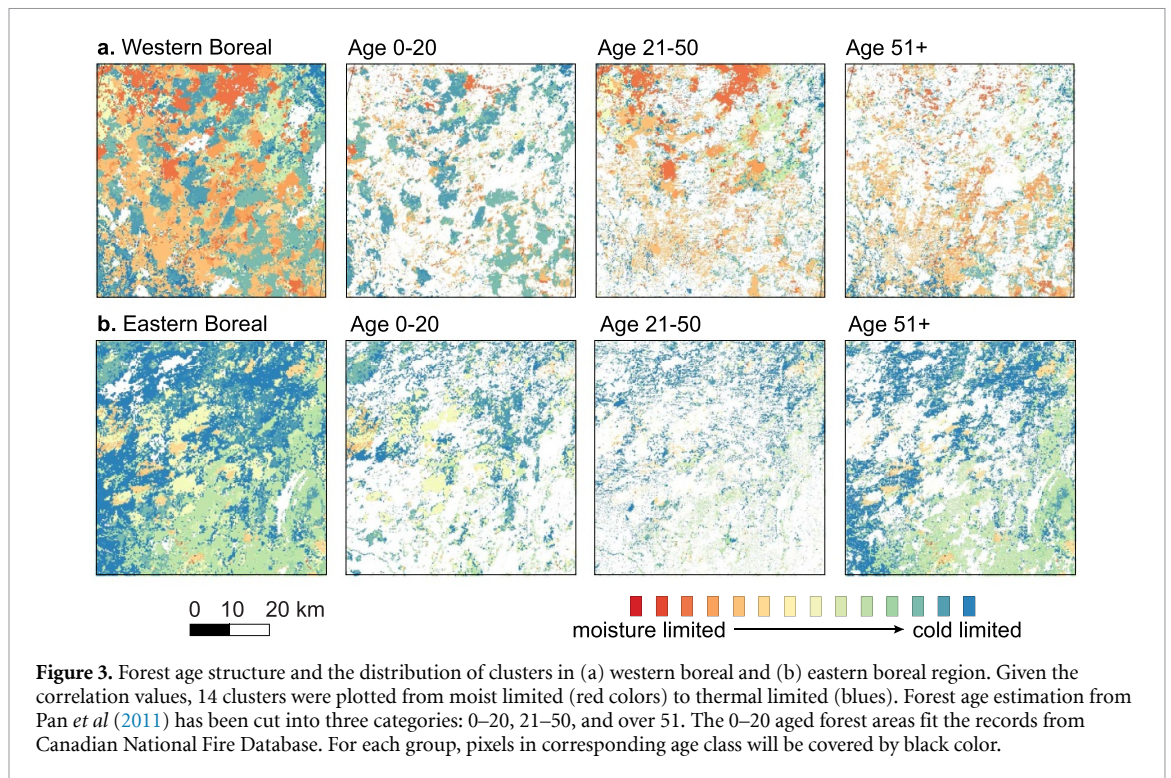 a. Western Boreal
Age 0-20
Age 21-50
Age 51+
b. Eastern Boreal
Age 0-20
Age 21-50
Age 51+
0 10 20 km
moisture limited
cold limited
Figure 3. Forest age structure and the distribution of clusters in (a) western boreal and (b) eastern boreal region. Given the
correlation values, 14 clusters were plotted from moist limited (red colors) to thermal limited (blues). Forest age estimation from
Pan et al (2011) has been cut into three categories: 0–20, 21–50, and over 51. The 0–20 aged forest areas fit the records from
Canadian National Fire Database. For each group, pixels in corresponding age class will be covered by black color.